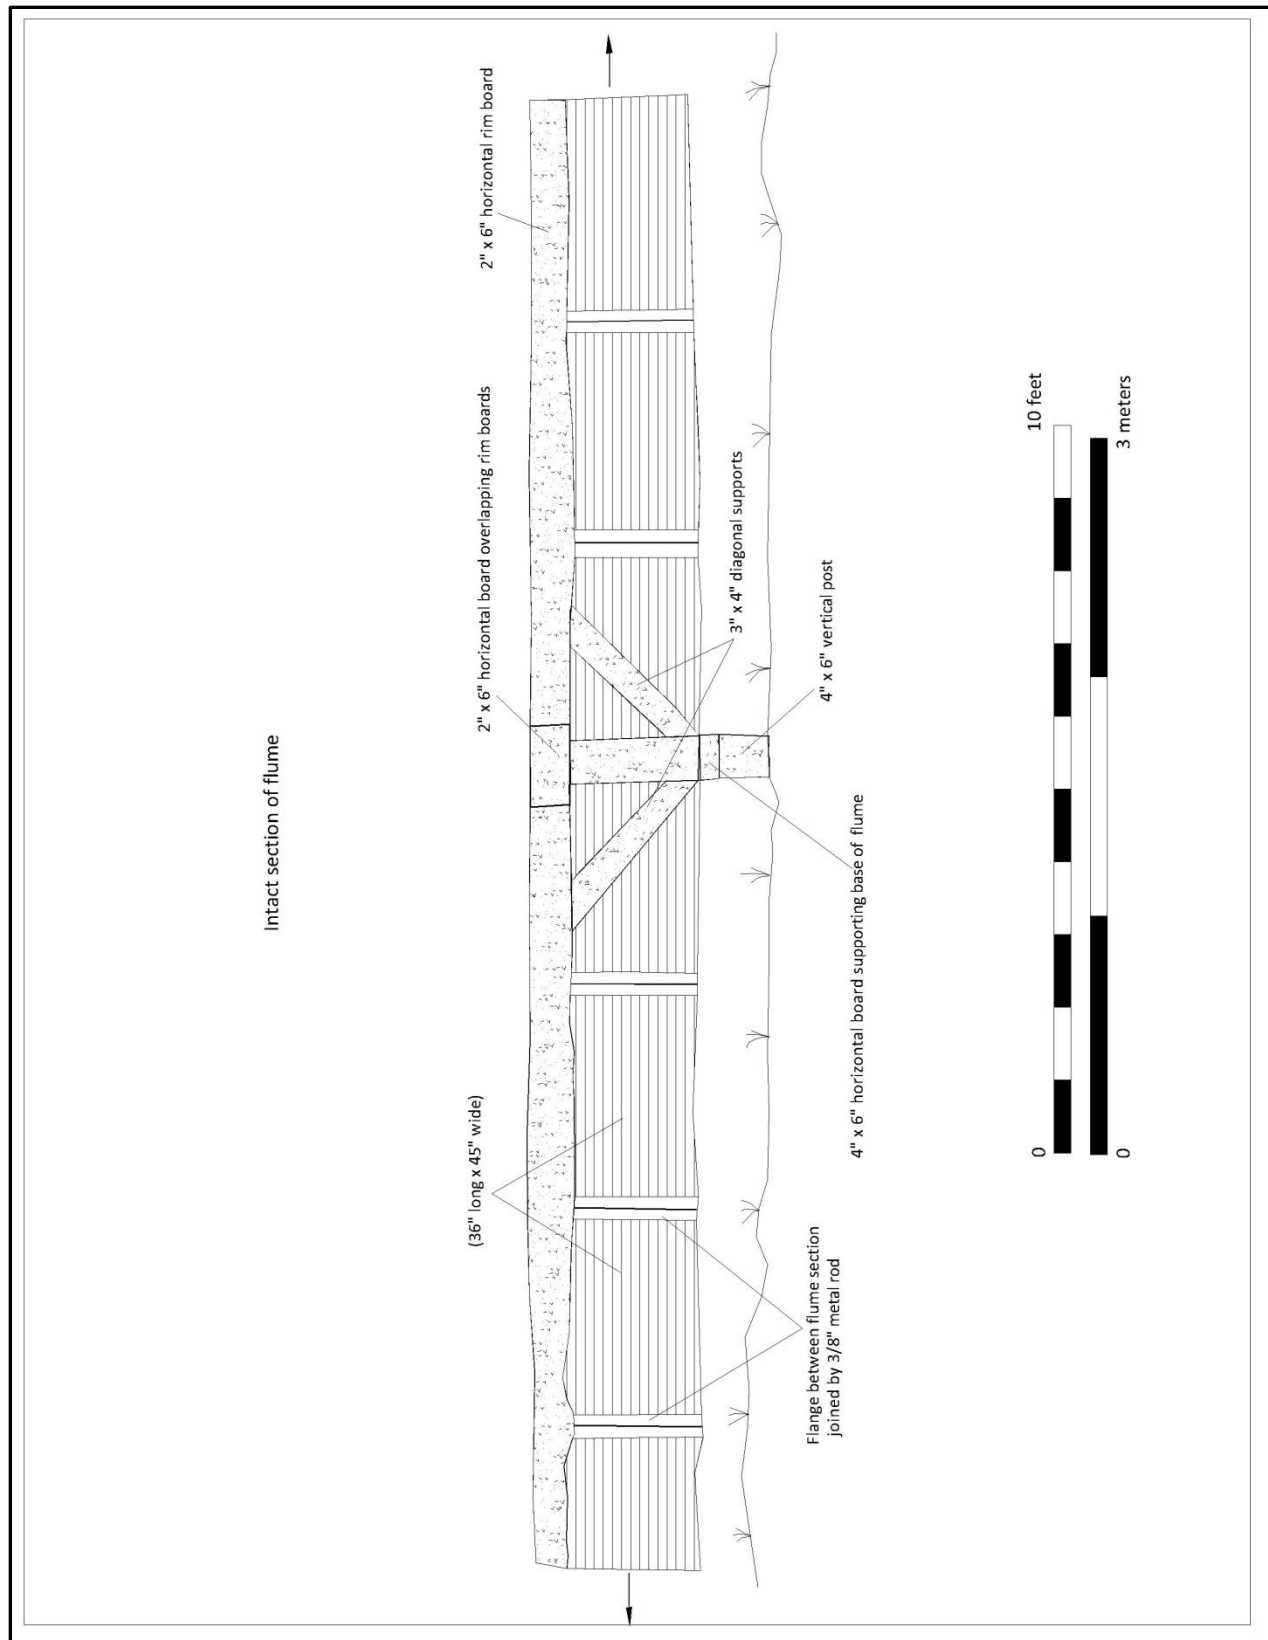 Intact section of flume
(36" long x 45" wide)
2" x 6" horizontal board overlapping rim boards
2" x 6" horizontal rim board
3" x 4" diagonal supports
4" x 6" vertical post
Flange between flume section
joined by 3/8" metal rod
4" x 6" horizontal board supporting base of flume
0
10 feet
0
3 meters